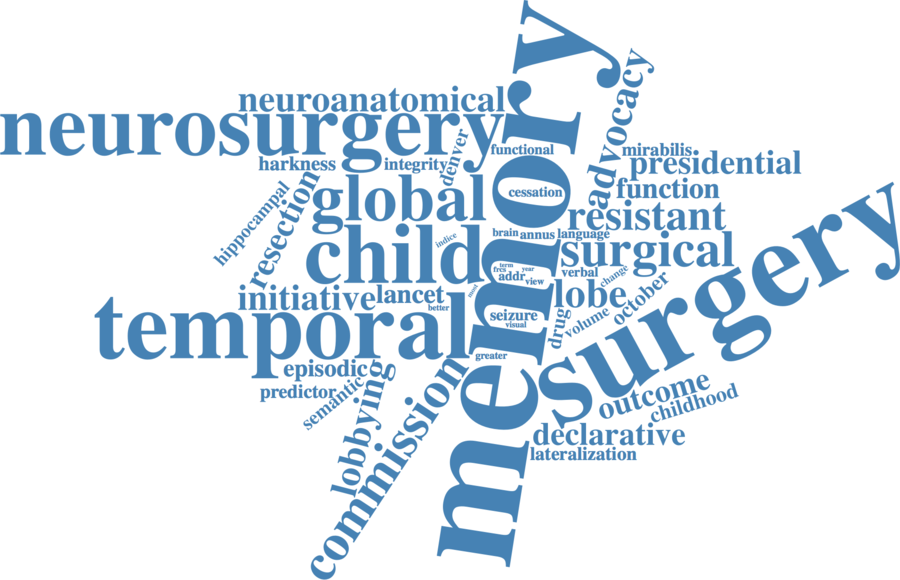 memory
advocacy
neuroanatomical
neurosurgery
denver
functional
mirabilis
harkness
integrity
presidential
cessation
function
hippocampal
resection
global
resistant
brain
annus
language
child
indice
surgical
term
year
fres
addr
view
verbal
change
surgery
initiative
lancet
most
better
lobe
october
seizure
visual
drug
volume
temporal
greater
episodic
predictor
semantic
lobbying
commission
outcome
childhood
declarative
lateralization